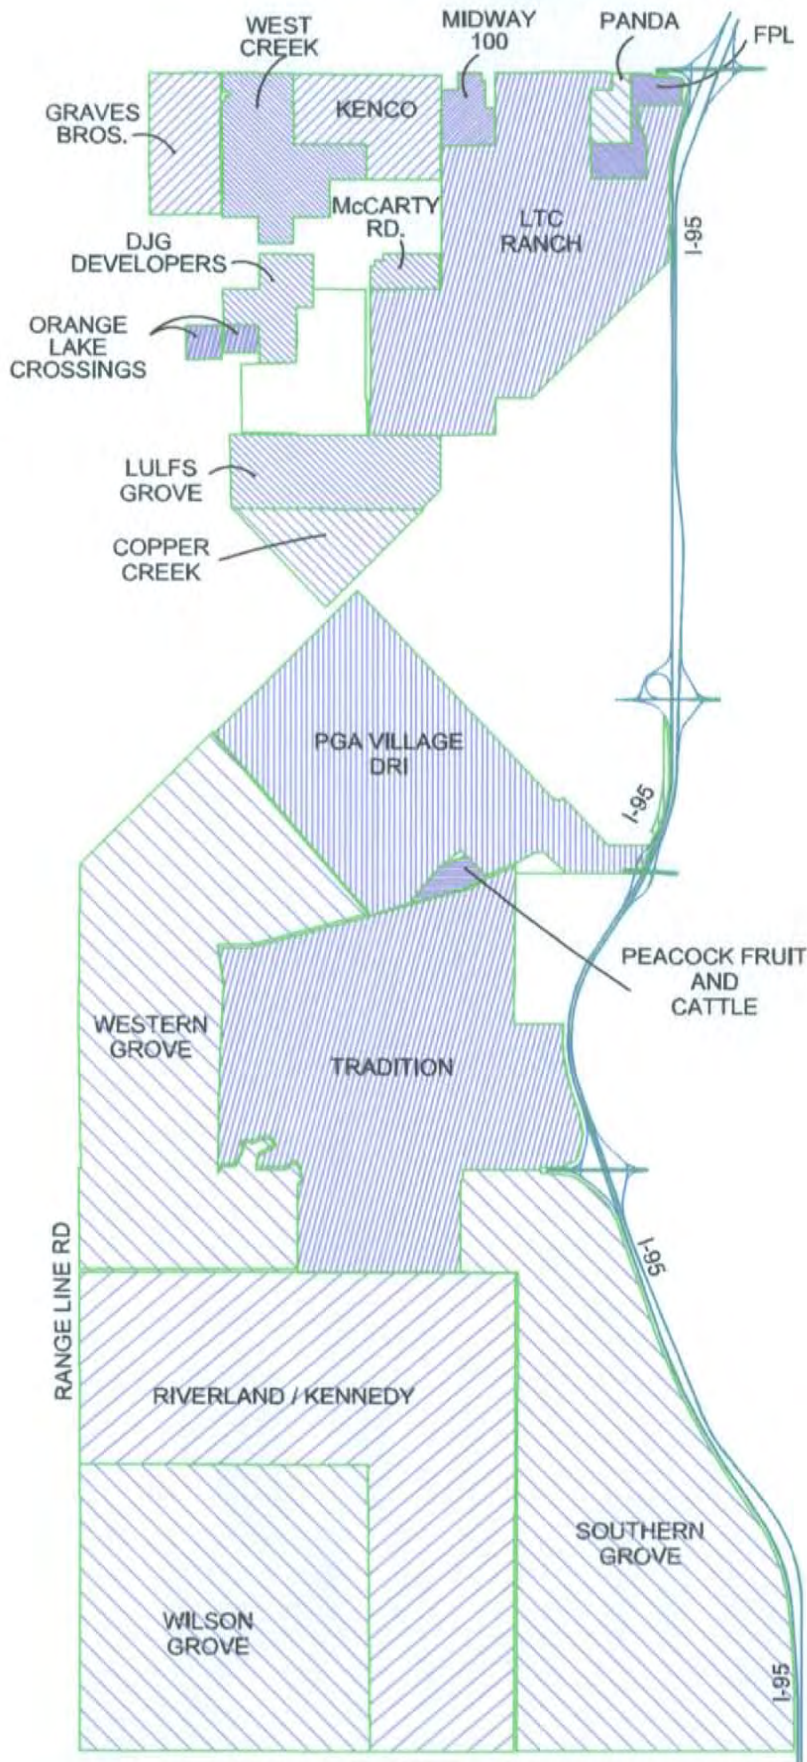 WEST
CREEK
MIDWAY
100
PANDA
FPL
GRAVES
BROS.
KENCO
McCARTY
RD.
LTC
RANCH
I-95
DJG
DEVELOPERS
ORANGE
LAKE
CROSSINGS
LULFS
GROVE
COPPER
CREEK
PGA VILLAGE
DRI
I-95
PEACOCK FRUIT
AND
CATTLE
WESTERN
GROVE
TRADITION
I-95
RANGE LINE RD
RIVERLAND / KENNEDY
SOUTHERN
GROVE
WILSON
GROVE
I-95